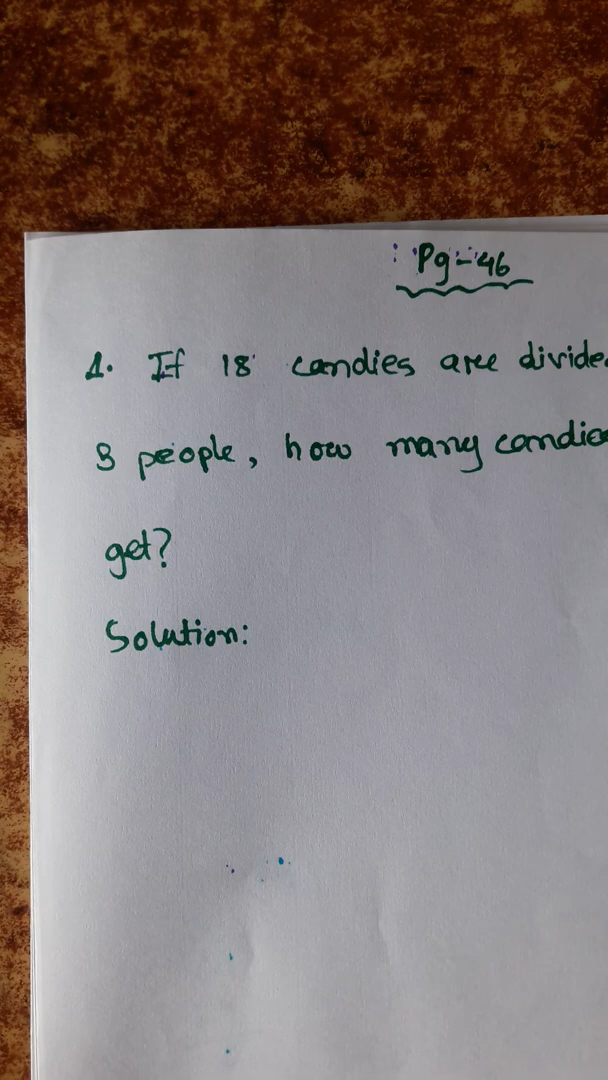 Pg-46
1. If 18 candies are divide
3 people, how many candie
get?
Solution: